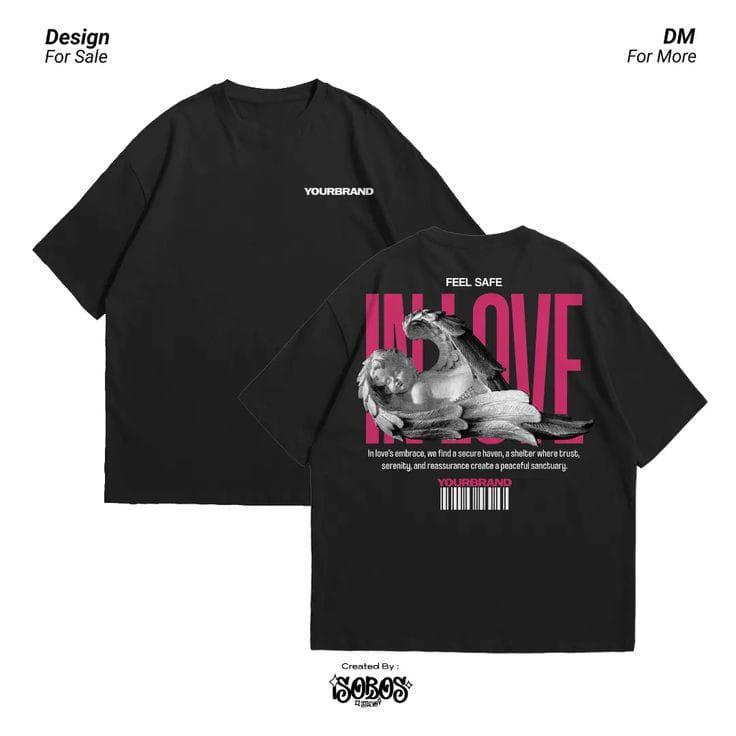 Design
For Sale
DM
For More
YOURBRAND
FEEL SAFE
IN LOVE
In love's embrace, we find a secure haven, a shelter where trust,
serenity, and reassurance create a peaceful sanctuary.
YOURBRAND
Created By :
SOBOS